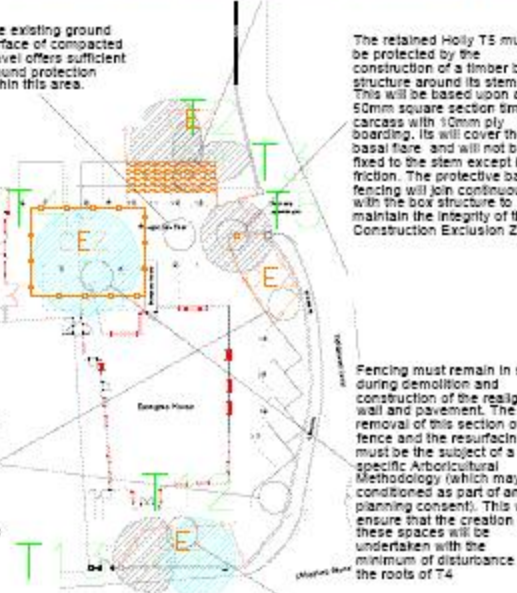 e existing ground
rface of compacted
vel offers sufficient
und protection
hin this area.
The retained Holly T5 mu
be protected by the
construction of a timber b
structure around its stem
This will be based upon a
50mm square section tim
carcass with 10mm ply
boarding. Its will cover th
basal flare and will not b
fixed to the stem except
friction. The protective ba
fencing will join continuou
with the box structure to
maintain the integrity of th
Construction Exclusion Z
T
E
T
T
T
E
E
House
Fencing must remain in s
during demolition and
construction of the realig
wall and pavement. The
removal of this section o
fence and the resurfacin
must be the subject of a
specific Arboricultural
Methodology (which may
conditioned as part of an
planning consent). This w
ensure that the creation
these spaces will be
undertaken with the
minimum of disturbance
the roots of T4
T
E
T